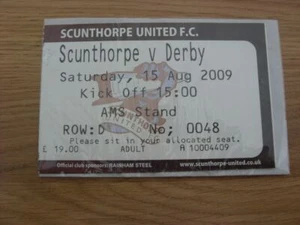 SCUNTHORPE UNITED F.C.
Scunthorpe v Derby
Saturday, 15 Aug 2009
Kick Off 15:00
AMS Stand
ROW:D No; 0048
Please sit in your allocated seat.
£ 19.00 ADULT A 10004409
Official club sponsors: RAINHAM STEEL www.scunthorpe-united.co.uk